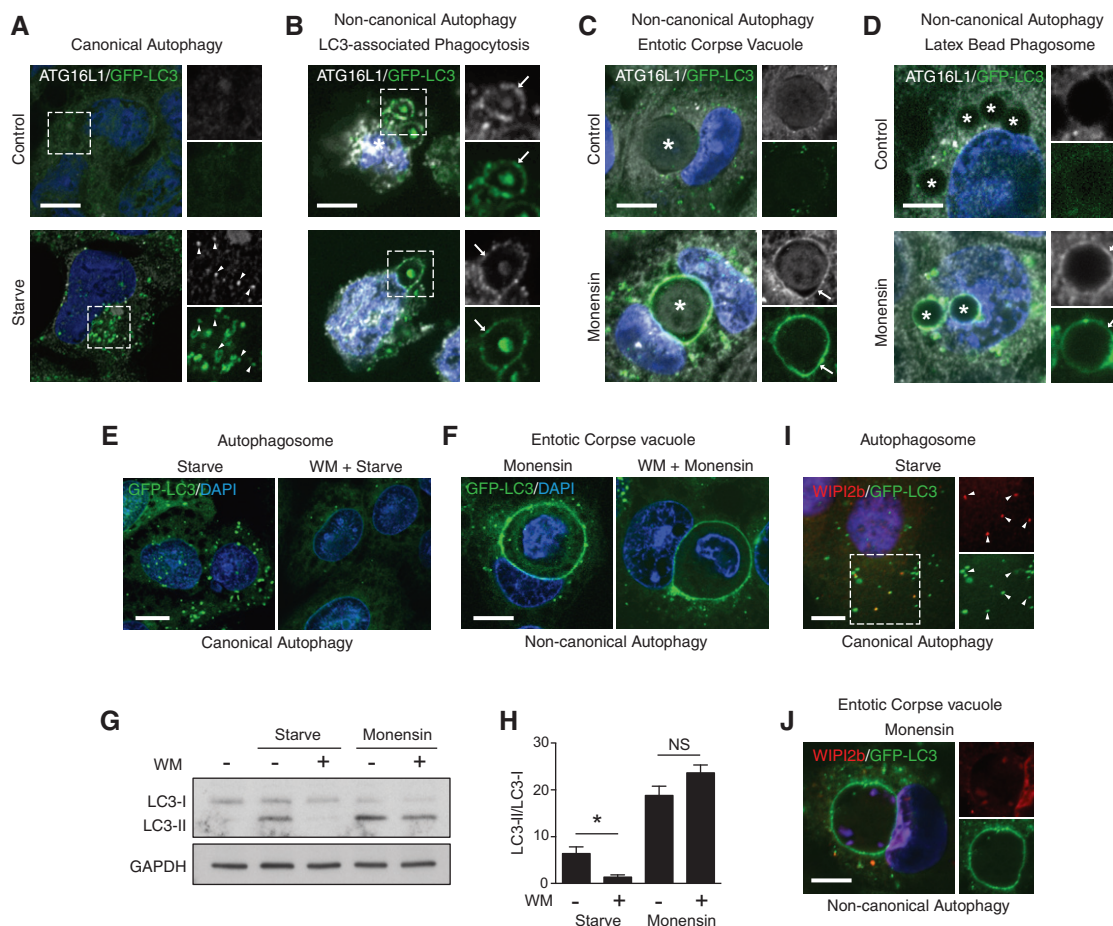 A
Canonical Autophagy
ATG16L1/GFP-LC3
Control
Starve
B
Non-canonical Autophagy
LC3-associated Phagocytosis
ATG16L1/GFP-LC3
*
C
Non-canonical Autophagy
Entotic Corpse Vacuole
ATG16L1/GFP-LC3
Control
*
Monensin
*
D
Non-canonical Autophagy
Latex Bead Phagosome
ATG16L1/GFP-LC3
Control
* * * *
Monensin
* *
E
Autophagosome
Starve
WM + Starve
GFP-LC3/DAPI
Canonical Autophagy
F
Entotic Corpse vacuole
Monensin
WM + Monensin
GFP-LC3/DAPI
Non-canonical Autophagy
I
Autophagosome
Starve
WIPI2b/GFP-LC3
Canonical Autophagy
G
Starve Monensin
WM - - + - +
LC3-I
LC3-II
GAPDH
H
LC3-II/LC3-I
30
20
10
0
*
NS
WM - + - +
Starve Monensin
J
Entotic Corpse vacuole
Monensin
WIPI2b/GFP-LC3
Non-canonical Autophagy